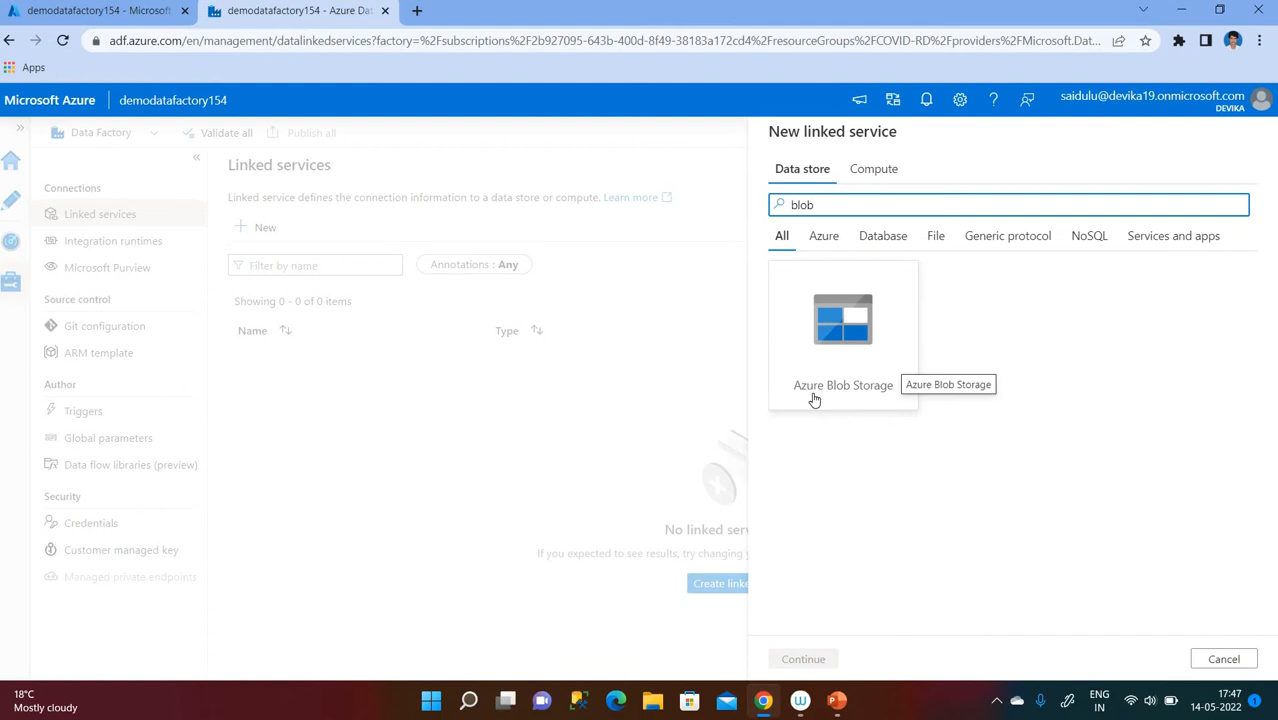 demodatafactory154 - Microsoft
demodatafactory154 - Azure Da
adf.azure.com/en/management/datalinkedservices?factory=%2Fsubscriptions%2F2b927095-643b-400d-8f49-38183a172cd4%2FresourceGroups%2FCOVID-RD%2Fproviders%2FMicrosoft.Dat...
Apps
Microsoft Azure
demodatafactory154
saidulu@devika19.onmicrosoft.com
DEVIKA
Data Factory
Validate all
Publish all
Connections
Linked services
Integration runtimes
Microsoft Purview
Source control
Git configuration
ARM template
Author
Triggers
Global parameters
Data flow libraries (preview)
Security
Credentials
Customer managed key
Managed private endpoints
Linked services
Linked service defines the connection information to a data store or compute. Learn more
New
Filter by name
Annotations : Any
Showing 0 - 0 of 0 items
Name
Type
No linked serv
If you expected to see results, try changing y
Create linke
New linked service
Data store
Compute
blob
All
Azure
Database
File
Generic protocol
NoSQL
Services and apps
Azure Blob Storage
Azure Blob Storage
Continue
Cancel
18°C
Mostly cloudy
ENG
IN
17:47
14-05-2022
1